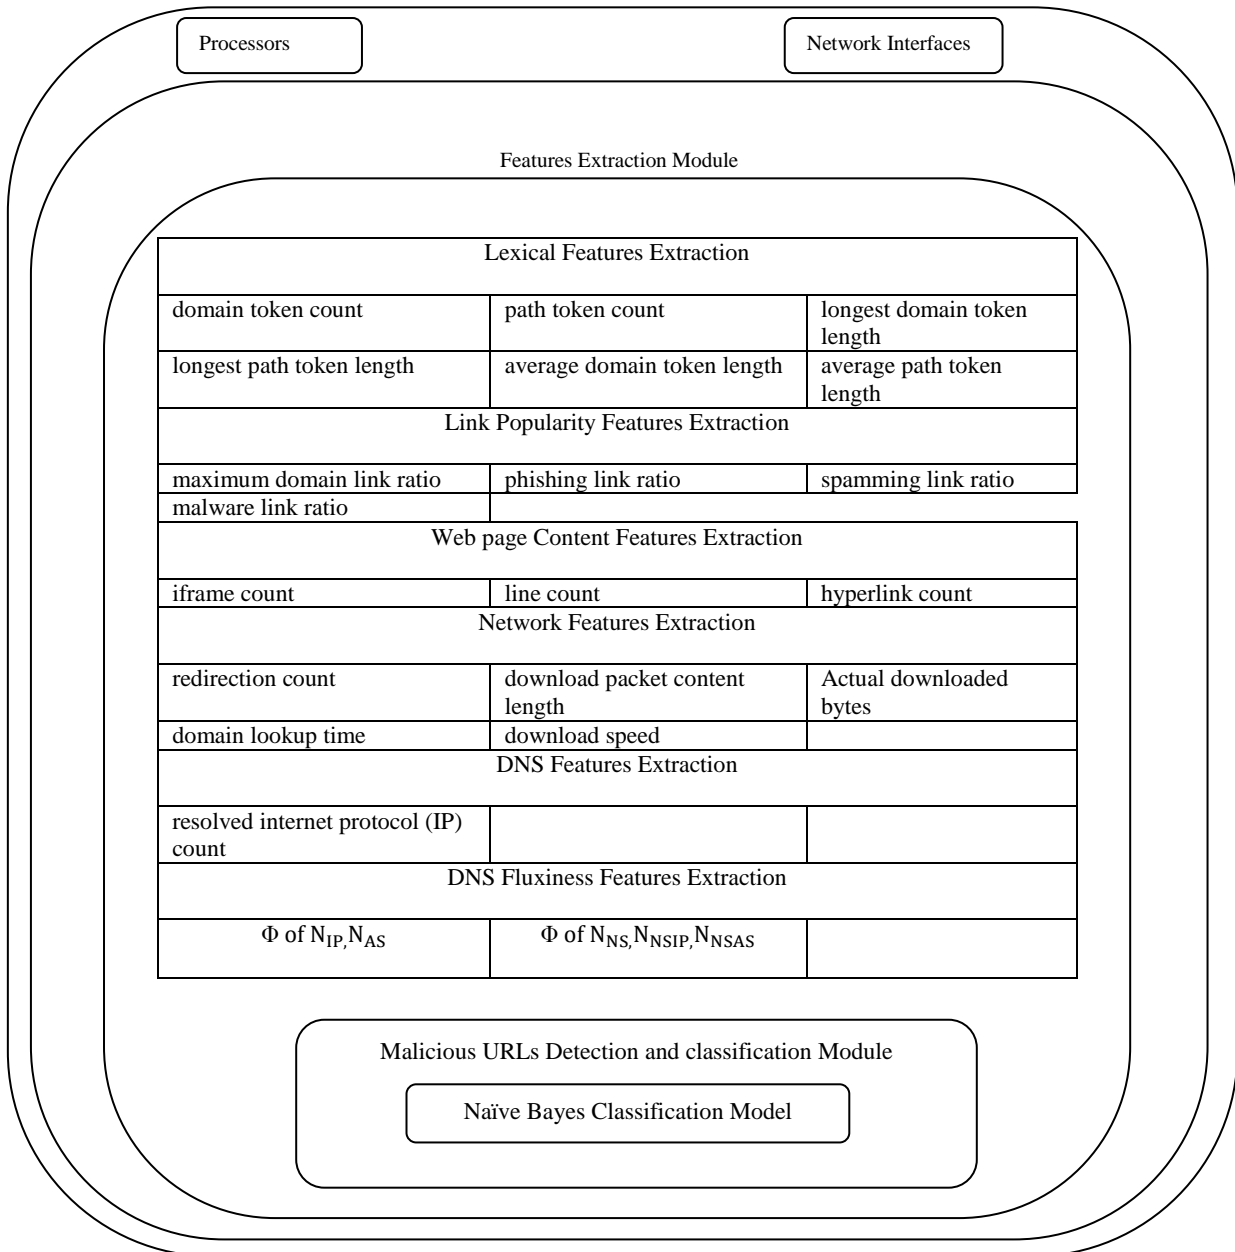 Processors
Network Interfaces
Features Extraction Module
Lexical Features Extraction
domain token count
path token count
longest domain token
length
longest path token length
average domain token length
average path token
length
Link Popularity Features Extraction
maximum domain link ratio
phishing link ratio
spamming link ratio
malware link ratio
Web page Content Features Extraction
iframe count
line count
hyperlink count
Network Features Extraction
redirection count
download packet content
length
Actual downloaded
bytes
domain lookup time
download speed
DNS Features Extraction
resolved internet protocol (IP)
count
DNS Fluxiness Features Extraction
Φ of N_IP,N_AS
Φ of N_NS,N_NSIP,N_NSAS
Malicious URLs Detection and classification Module
Naïve Bayes Classification Model